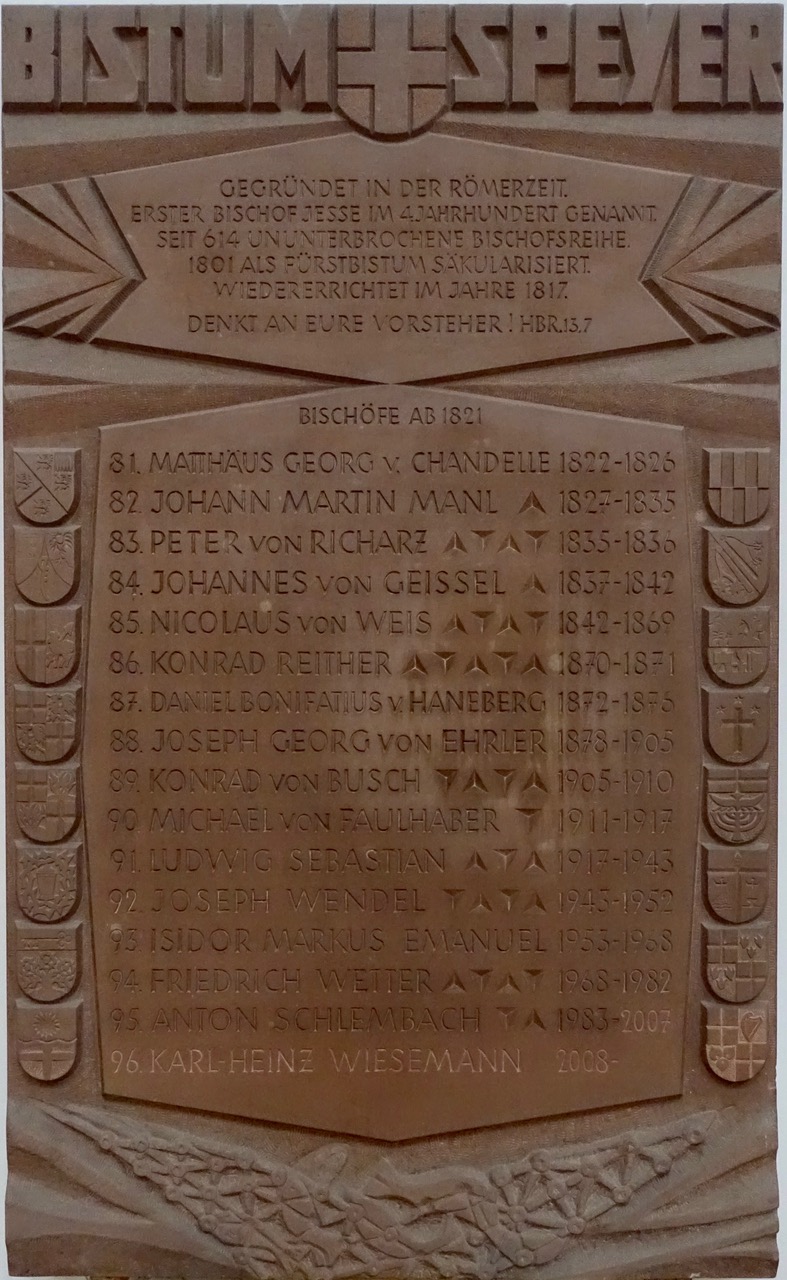 BISTUM SPEYER
GEGRÜNDET IN DER RÖMERZEIT.
ERSTER BISCHOF JESSE IM 4. JAHRHUNDERT GENANNT.
SEIT 614 UNUNTERBROCHENE BISCHOFSREIHE.
1801 ALS FÜRSTBISTUM SÄKULARISIERT.
WIEDERERRICHTET IM JAHRE 1817.
DENKT AN EURE VORSTEHER! HBR.13.7
BISCHÖFE AB 1821
81. MATTHÄUS GEORG v. CHANDELLE 1822-1826
82. JOHANN MARTIN MANL 1827-1835
83. PETER von RICHARZ 1835-1836
84. JOHANNES von GEISSEL 1837-1842
85. NICOLAUS von WEIS 1842-1869
86. KONRAD REITHER 1870-1871
87. DANIEL BONIFATIUS v. HANEBERG 1872-1876
88. JOSEPH GEORG von EHRLER 1878-1905
89. KONRAD von BUSCH 1905-1910
90. MICHAEL von FAULHABER 1911-1917
91. LUDWIG SEBASTIAN 1917-1943
92. JOSEPH WENDEL 1943-1952
93. ISIDOR MARKUS EMANUEL 1953-1968
94. FRIEDRICH WETTER 1968-1982
95. ANTON SCHLEMBACH 1983-2007
96. KARL-HEINZ WIESEMANN 2008-